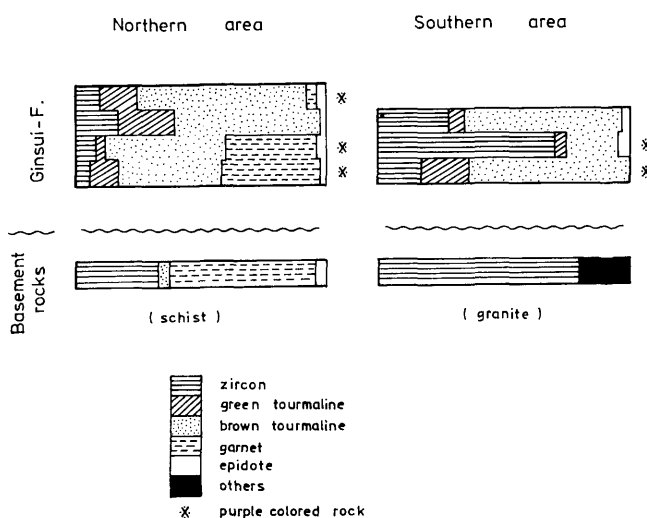 Northern area
Southern area
Ginsui-F.
Basement
rocks
( schist )
( granite )
zircon
green tourmaline
brown tourmaline
garnet
epidote
others
purple colored rock